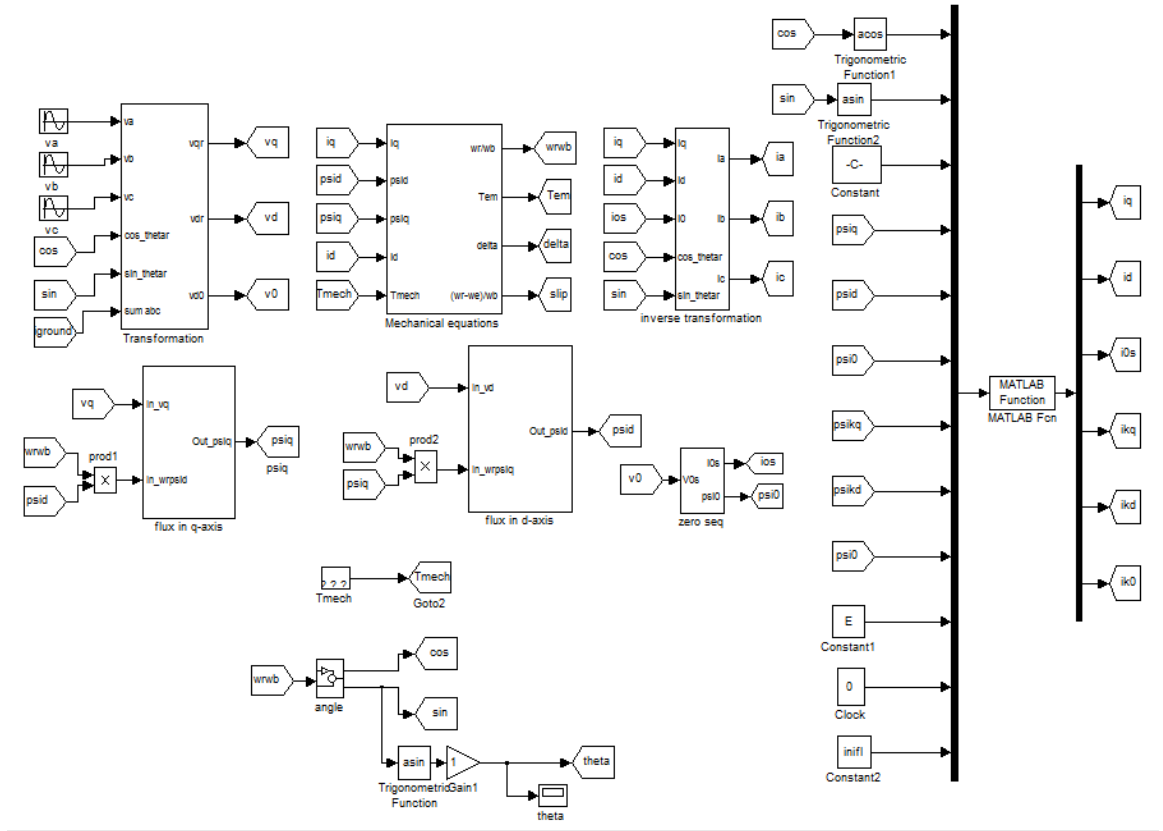 va
vb
vc
cos
sin
iground
va
vb
vc
cos_thetar
sin_thetar
sum abc
vqr
vdr
vd0
Transformation
vq
vd
v0
iq
psid
psiq
id
Tmech
Iq
psid
psiq
Id
Tmech
wr/wb
Tem
delta
(wr-we)/wb
Mechanical equations
wrwb
Tem
delta
slip
iq
id
ios
cos
sin
Iq
Id
I0
cos_thetar
sin_thetar
Ia
Ib
Ic
inverse transformation
ia
ib
ic
vq
wrwb
psid
prod1
×
In_vq
In_wrpsid
Out_psiq
flux in q-axis
psiq
psiq
vd
wrwb
psiq
prod2
×
In_vd
In_wrpsiq
Out_psid
flux in d-axis
psid
v0
V0s
I0s
psi0
zero seq
ios
psi0
? ? ?
Tmech
Tmech
Goto2
wrwb
angle
cos
sin
asin
Trigonometric
Function
1
Gain1
theta
theta
cos
acos
Trigonometric
Function1
sin
asin
Trigonometric
Function2
-C-
Constant
psiq
psid
psi0
psikq
psikd
psi0
E
Constant1
0
Clock
inifl
Constant2
MATLAB
Function
MATLAB Fcn
iq
id
i0s
ikq
ikd
ik0